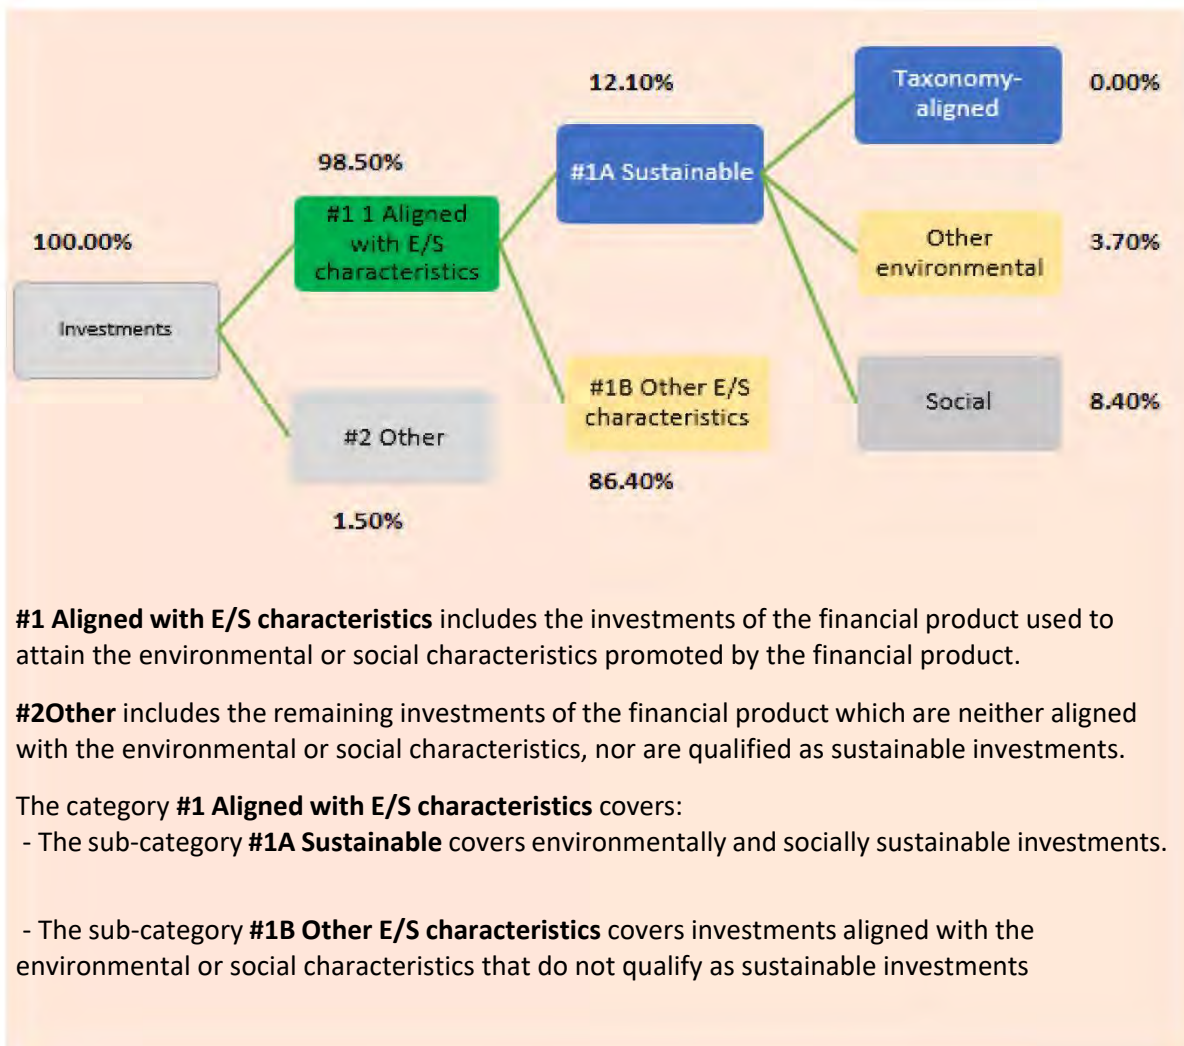 12.10%
Taxonomy-
aligned
0.00%
98.50%
#1A Sustainable
#1 1 Aligned
with E/S
characteristics
100.00%
Other
environmental
3.70%
Investments
#1B Other E/S
characteristics
Social
8.40%
#2 Other
86.40%
1.50%
#1 Aligned with E/S characteristics includes the investments of the financial product used to
attain the environmental or social characteristics promoted by the financial product.
#2Other includes the remaining investments of the financial product which are neither aligned
with the environmental or social characteristics, nor are qualified as sustainable investments.
The category #1 Aligned with E/S characteristics covers:
- The sub-category #1A Sustainable covers environmentally and socially sustainable investments.
- The sub-category #1B Other E/S characteristics covers investments aligned with the
environmental or social characteristics that do not qualify as sustainable investments